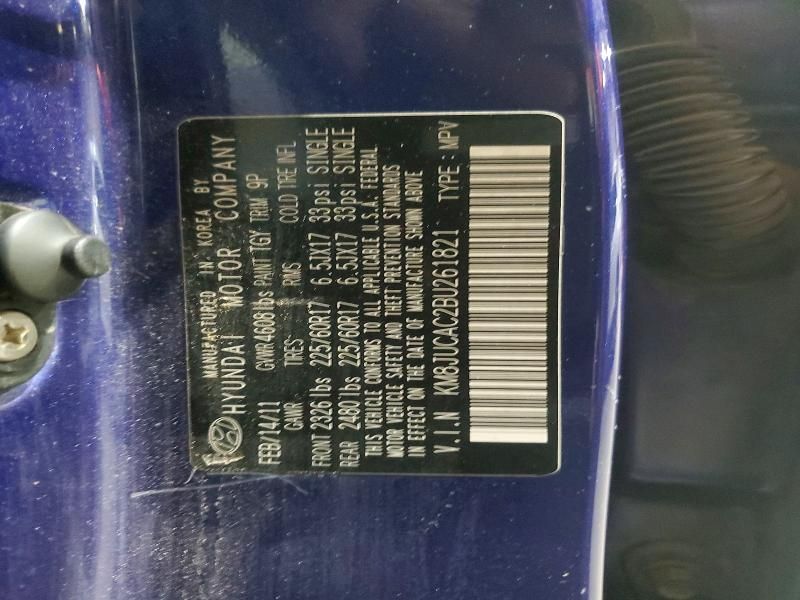 MANUFACTURED IN KOREA BY
HYUNDAI MOTOR COMPANY
FEB/14/11 GVWR 4608 lbs PAINT TGY TRIM 9P
GAWR TIRES RIMS COLD TIRE INFL
FRONT 2326 lbs 225/60R17 6.5JX17 33psi SINGLE
REAR 2480 lbs 225/60R17 6.5JX17 33psi SINGLE
THIS VEHICLE CONFORMS TO ALL APPLICABLE U.S.A. FEDERAL
MOTOR VEHICLE SAFETY AND THEFT PREVENTION STANDARDS
IN EFFECT ON THE DATE OF MANUFACTURE SHOWN ABOVE
V.I.N KM8JUCAC2BU261821 TYPE: MPV